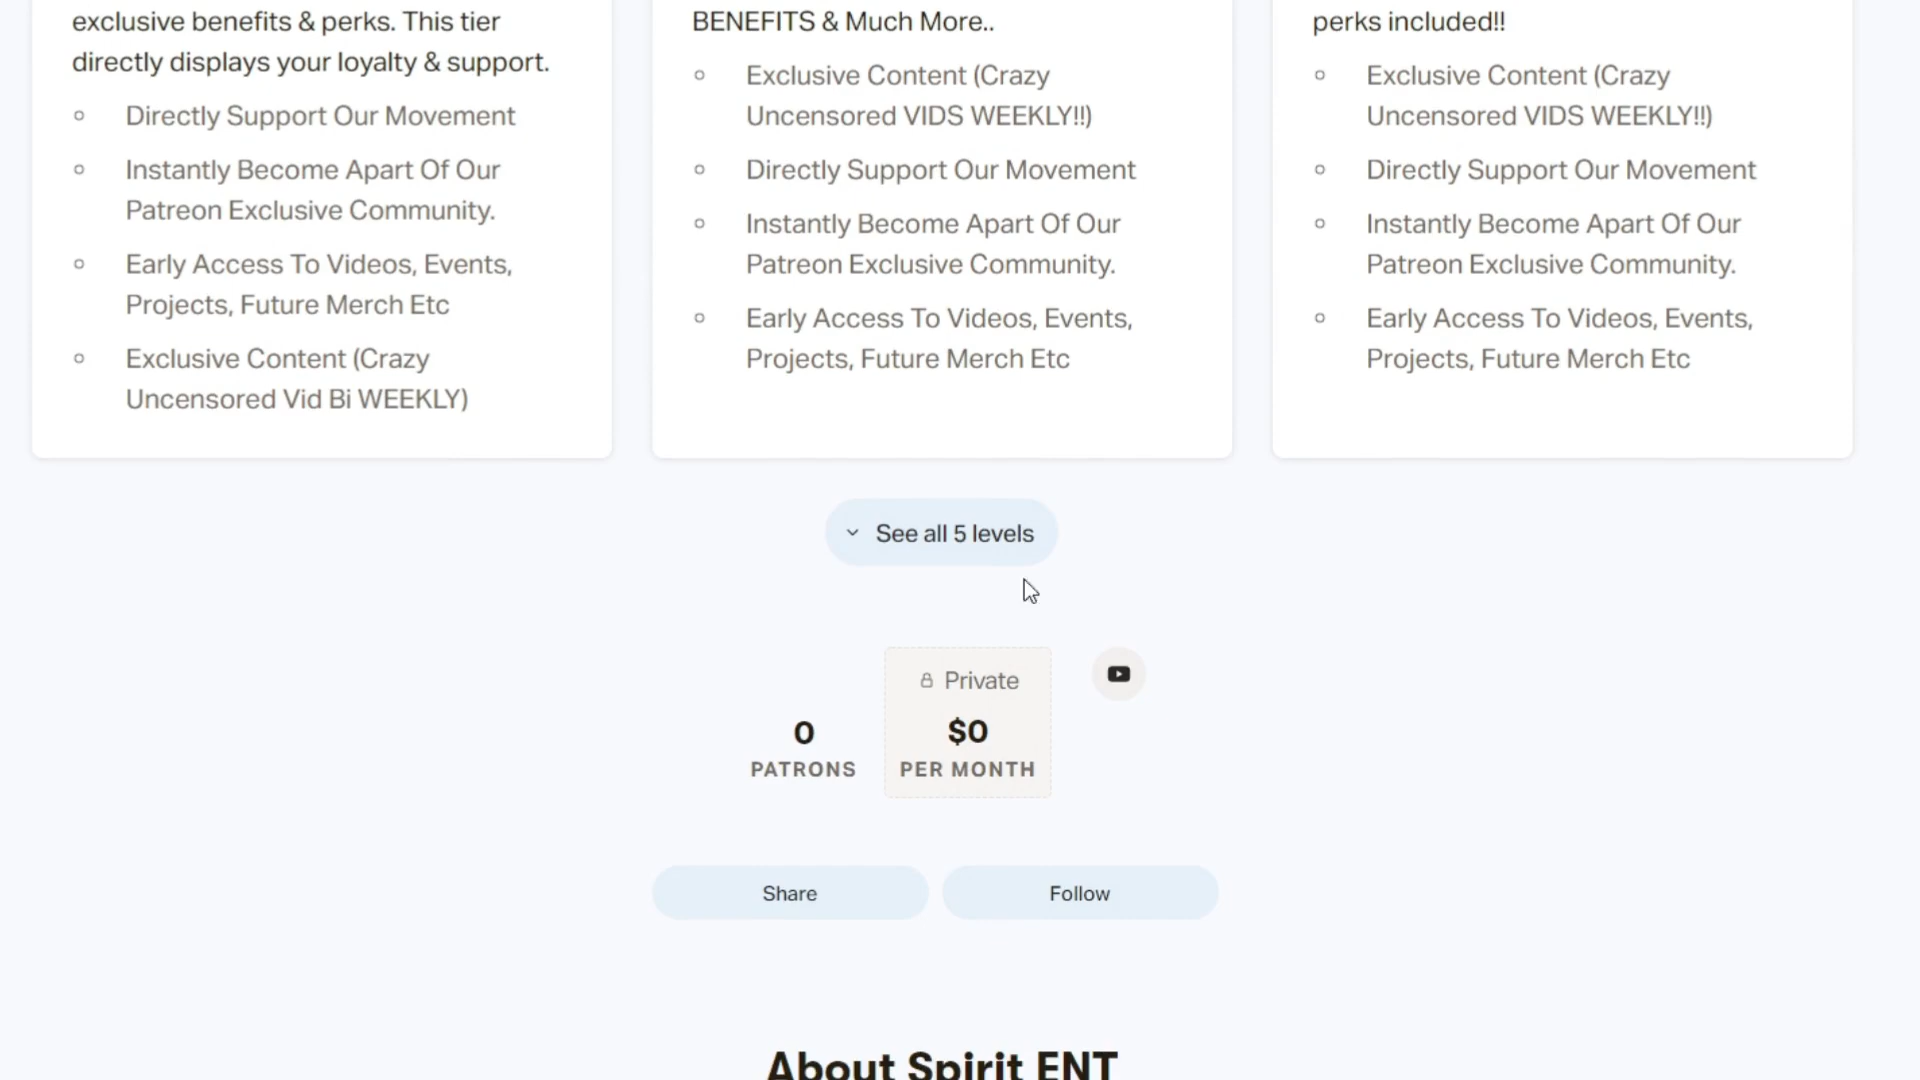 exclusive benefits & perks. This tier
directly displays your loyalty & support.
Directly Support Our Movement
Instantly Become Apart Of Our
Patreon Exclusive Community.
Early Access To Videos, Events,
Projects, Future Merch Etc
Exclusive Content (Crazy
Uncensored Vid Bi WEEKLY)
BENEFITS & Much More..
Exclusive Content (Crazy
Uncensored VIDS WEEKLY!!)
Directly Support Our Movement
Instantly Become Apart Of Our
Patreon Exclusive Community.
Early Access To Videos, Events,
Projects, Future Merch Etc
perks included!!
Exclusive Content (Crazy
Uncensored VIDS WEEKLY!!)
Directly Support Our Movement
Instantly Become Apart Of Our
Patreon Exclusive Community.
Early Access To Videos, Events,
Projects, Future Merch Etc
See all 5 levels
0
PATRONS
Private
$0
PER MONTH
Share
Follow
About Spirit ENT